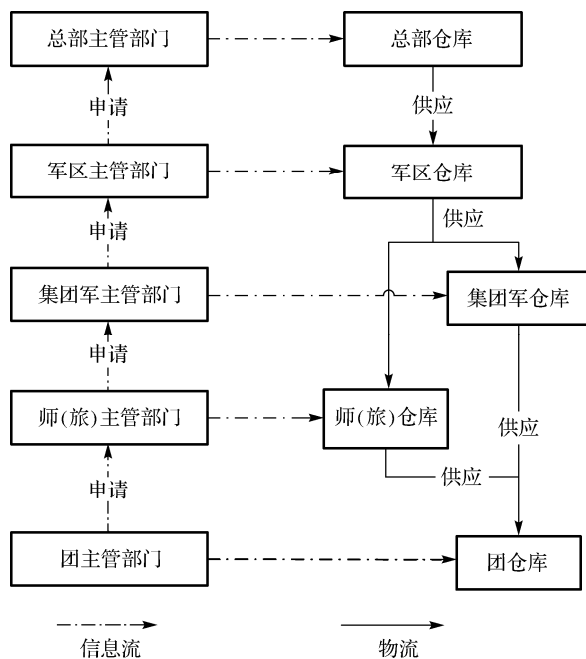 总部主管部门
总部仓库
申请
供应
军区主管部门
军区仓库
申请
供应
集团军主管部门
集团军仓库
申请
师(旅)主管部门
师(旅)仓库
供应
申请
供应
团主管部门
团仓库
信息流
物流